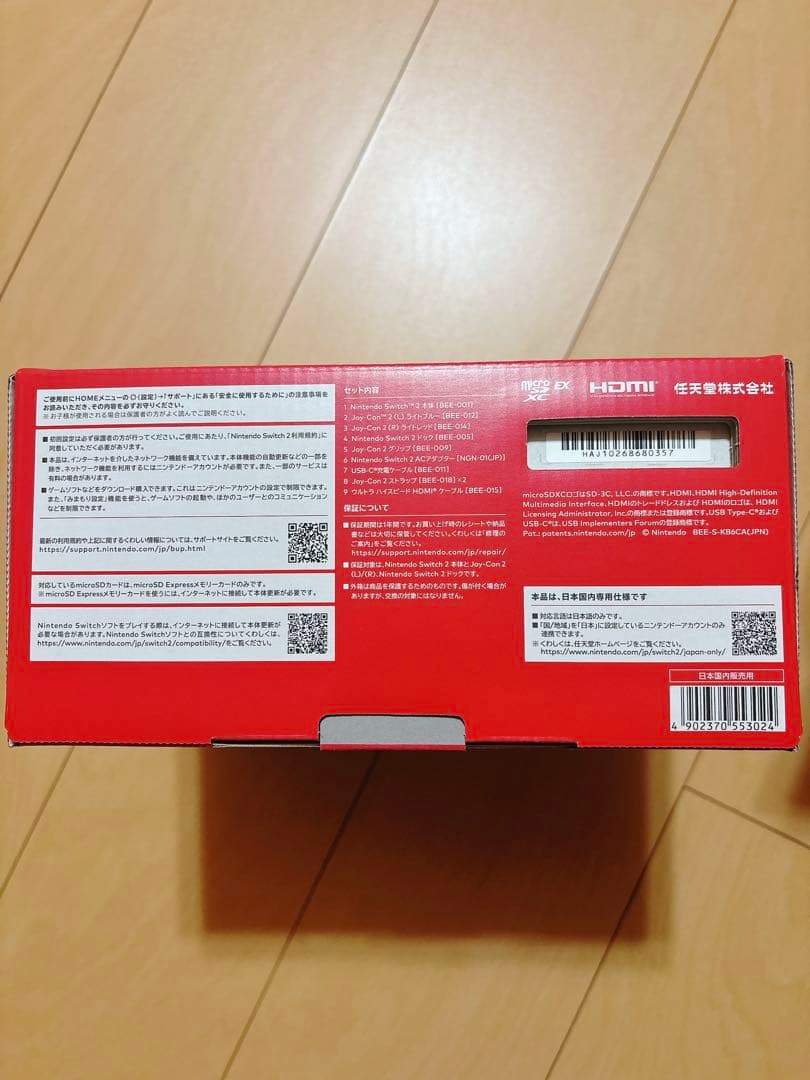 ご使用前にHOMEメニューの(設定)→「サポート」にある「安全に使用するために」の注意事項を
お読みいただき、その内容を必ずお守りください。
※お子様が使用される場合は保護者の方がよく読んでご説明ください。
■ 初回設定は必ず保護者の方が行ってください。ご使用にあたり、「Nintendo Switch 2利用規約」に
同意していただく必要があります。
■ 本品は、インターネットを介したネットワーク機能を備えています。本体機能の自動更新などの一部を
除き、ネットワーク機能を利用するにはニンテンドーアカウントが必要です。また、一部のサービスは
有料の場合があります。
■ ゲームソフトなどをダウンロード購入できます。これはニンテンドーアカウントの設定で制限できます。
また、「みまもり設定」機能を使うと、ゲームソフトの起動や、ほかのユーザーとのコミュニケーション
などを制限できます。
最新の利用規約や上記に関するくわしい情報については、サポートサイトをご覧ください。
https://support.nintendo.com/jp/bup.html
対応しているmicroSDカードは、microSD Expressメモリーカードのみです。
※microSD Expressメモリーカードを使うには、インターネットに接続して本体更新が必要です。
Nintendo Switchソフトをプレイする際は、インターネットに接続して本体更新が
必要な場合があります。Nintendo Switchソフトとの互換性についてくわしくは、
https://www.nintendo.com/jp/switch2/compatibility/をご覧ください。
セット内容
1 Nintendo Switch™ 2 本体 [BEE-001]
2 Joy-Con™ 2 (L) ライトブルー [BEE-012]
3 Joy-Con 2 (R) ライトレッド [BEE-014]
4 Nintendo Switch 2 ドック [BEE-005]
5 Joy-Con 2 グリップ [BEE-009]
6 Nintendo Switch 2 ACアダプター [NGN-01(JP)]
7 USB-C®充電ケーブル [BEE-011]
8 Joy-Con 2 ストラップ [BEE-018] ×2
9 ウルトラ ハイスピード HDMI® ケーブル [BEE-015]
保証について
■ 保証期間は1年間です。お買い上げ時のレシートや納品
書などは大切に保管してください。くわしくは「修理の
ご案内」をご覧ください。
https://support.nintendo.com/jp/repair/
■ 保証対象は、Nintendo Switch 2 本体とJoy-Con 2
(L)/(R)、Nintendo Switch 2 ドックです。
■ 外箱は商品を保護するためのものです。傷が付く場合が
ありますが、交換の対象にはなりません。
micro SD XC EX HDMI 任天堂株式会社
HAJ10268680357
microSDXCロゴはSD-3C, LLC.の商標です。HDMI、HDMI High-Definition
Multimedia Interface、HDMIのトレードドレスおよび HDMIのロゴは、HDMI
Licensing Administrator, Inc.の商標または登録商標です。USB Type-C®および
USB-C®は、USB Implementers Forumの登録商標です。
Pat.: patents.nintendo.com/jp © Nintendo BEE-S-KB6CA(JPN)
本品は、日本国内専用仕様です
■ 対応言語は日本語のみです。
■ 「国/地域」を「日本」に設定しているニンテンドーアカウントのみ
連携できます。
※くわしくは、任天堂ホームページをご覧ください。
https://www.nintendo.com/jp/switch2/japan-only/
日本国内販売用
4 902370 553024